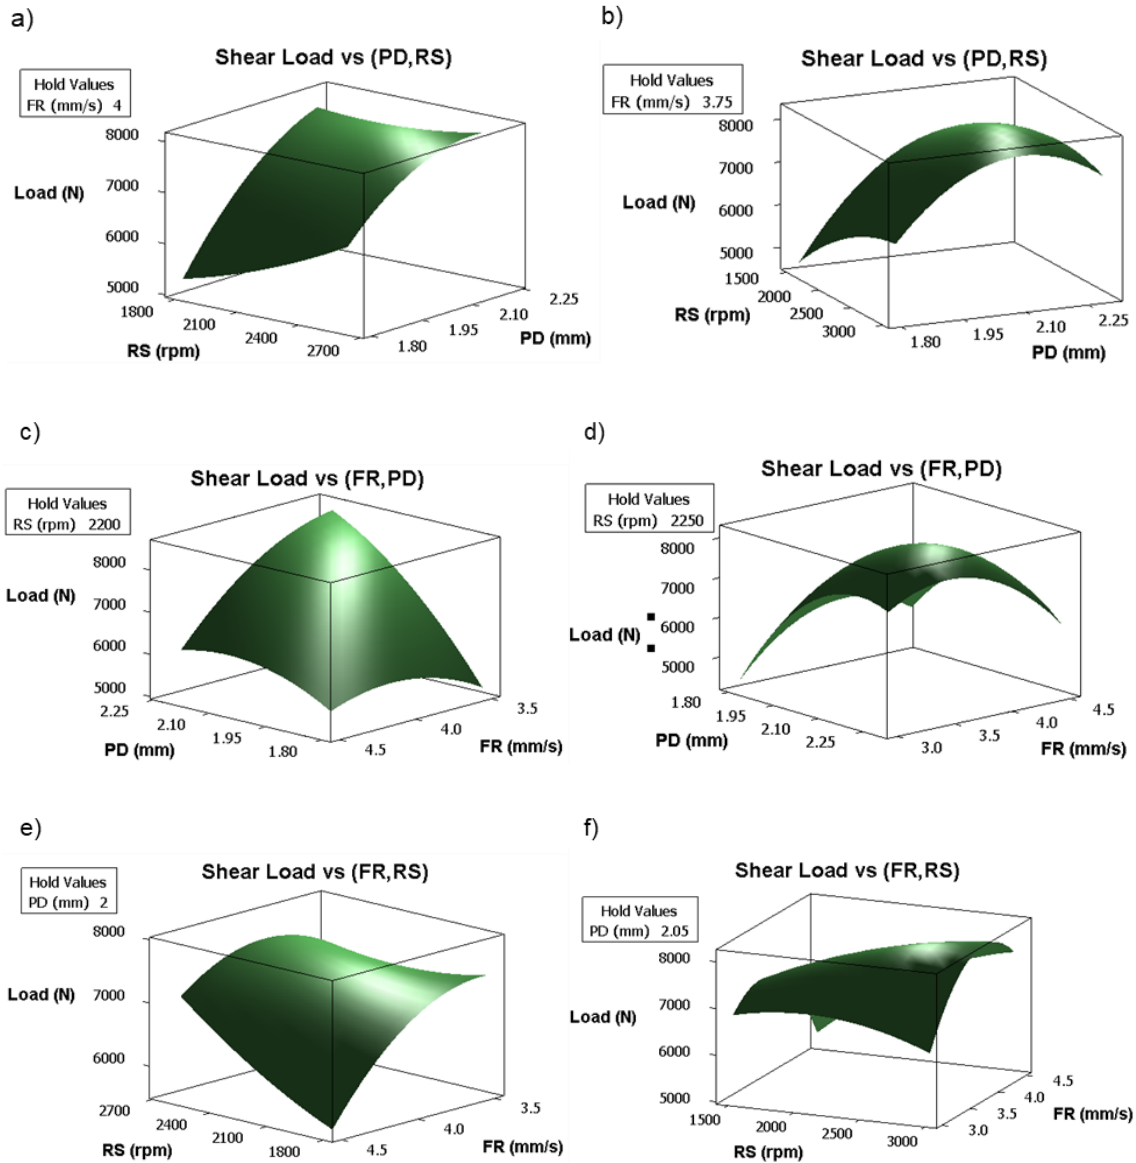 a)
Shear Load vs (PD,RS)
Hold Values
FR (mm/s) 4
8000
7000
6000
5000
Load (N)
1800
2100
2400
2700
RS (rpm)
1.80
1.95
2.10
2.25
PD (mm)
b)
Shear Load vs (PD,RS)
Hold Values
FR (mm/s) 3.75
8000
7000
6000
5000
Load (N)
1500
2000
2500
3000
RS (rpm)
1.80
1.95
2.10
2.25
PD (mm)
c)
Shear Load vs (FR,PD)
Hold Values
RS (rpm) 2200
8000
7000
6000
5000
Load (N)
2.25
2.10
1.95
1.80
PD (mm)
4.5
4.0
3.5
FR (mm/s)
d)
Shear Load vs (FR,PD)
Hold Values
RS (rpm) 2250
8000
7000
6000
5000
Load (N)
1.80
1.95
2.10
2.25
PD (mm)
3.0
3.5
4.0
4.5
FR (mm/s)
e)
Shear Load vs (FR,RS)
Hold Values
PD (mm) 2
8000
7000
6000
Load (N)
2700
2400
2100
1800
RS (rpm)
4.5
4.0
3.5
FR (mm/s)
f)
Shear Load vs (FR,RS)
Hold Values
PD (mm) 2.05
8000
7000
6000
5000
Load (N)
1500
2000
2500
3000
RS (rpm)
3.0
3.5
4.0
4.5
FR (mm/s)